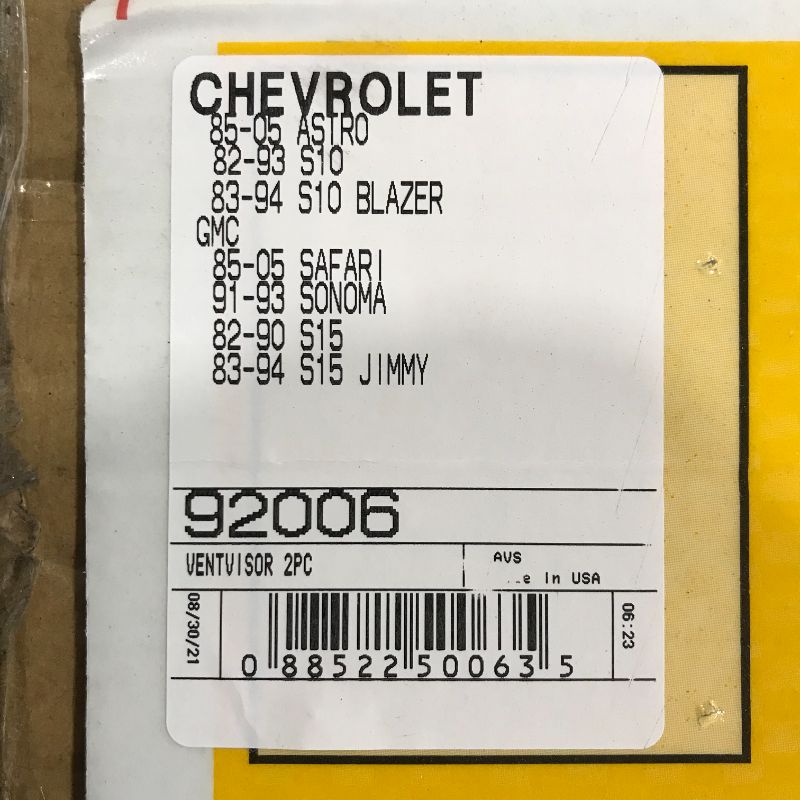 CHEVROLET
85-05 ASTRO
82-93 S10
83-94 S10 BLAZER
GMC
85-05 SAFARI
91-93 SONOMA
82-90 S15
83-94 S15 JIMMY
92006
VENTVISOR 2PC
AVS
In USA
08/30/21
0 88522 50063 5
06:23